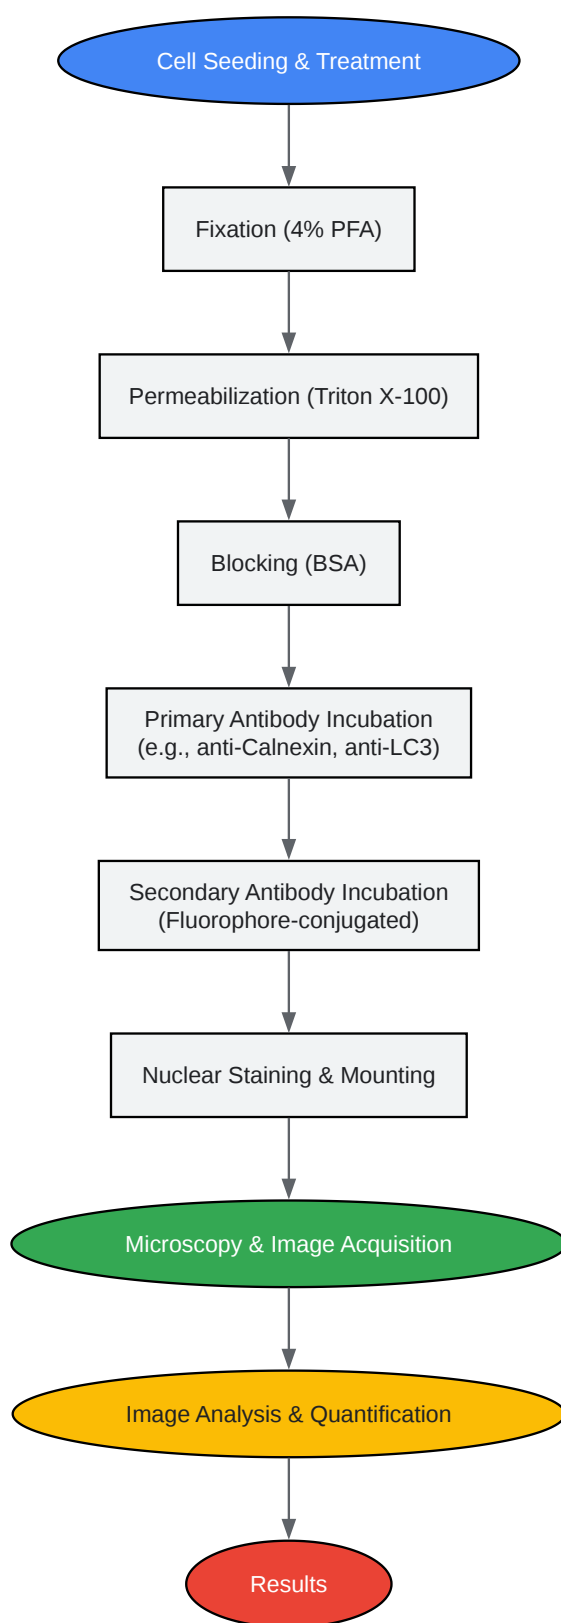 Cell Seeding & Treatment
Fixation (4% PFA)
Permeabilization (Triton X-100)
Blocking (BSA)
Primary Antibody Incubation
(e.g., anti-Calnexin, anti-LC3)
Secondary Antibody Incubation
(Fluorophore-conjugated)
Nuclear Staining & Mounting
Microscopy & Image Acquisition
Image Analysis & Quantification
Results